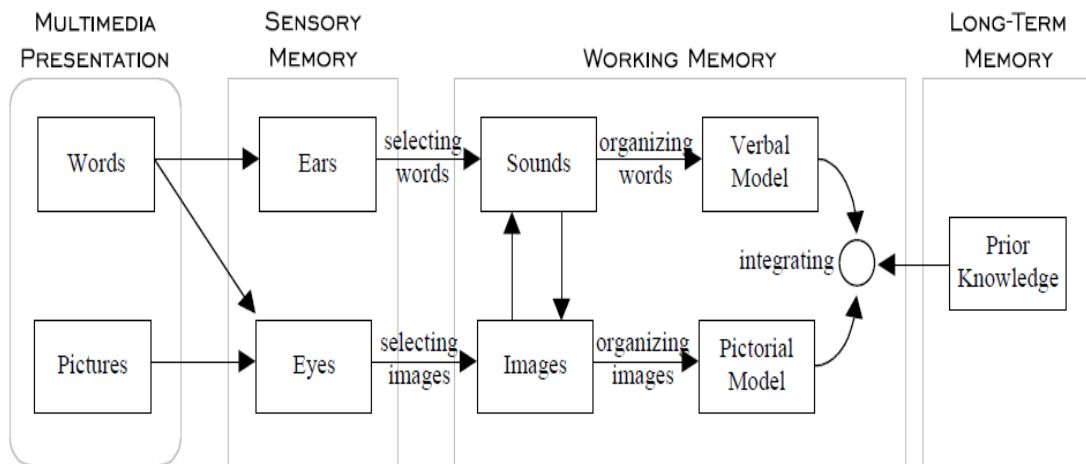 MULTIMEDIA
PRESENTATION
SENSORY
MEMORY
WORKING MEMORY
LONG-TERM
MEMORY
Words
Ears
selecting
words
Sounds
organizing
words
Verbal
Model
integrating
Prior
Knowledge
Pictures
Eyes
selecting
images
Images
organizing
images
Pictorial
Model